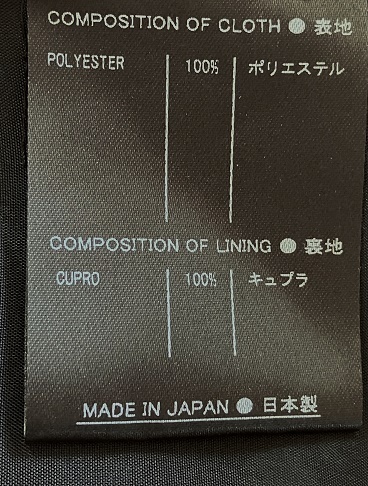 COMPOSITION OF CLOTH ● 表地
POLYESTER 100% ポリエステル
COMPOSITION OF LINING ● 裏地
CUPRO 100% キュプラ
MADE IN JAPAN ● 日本製